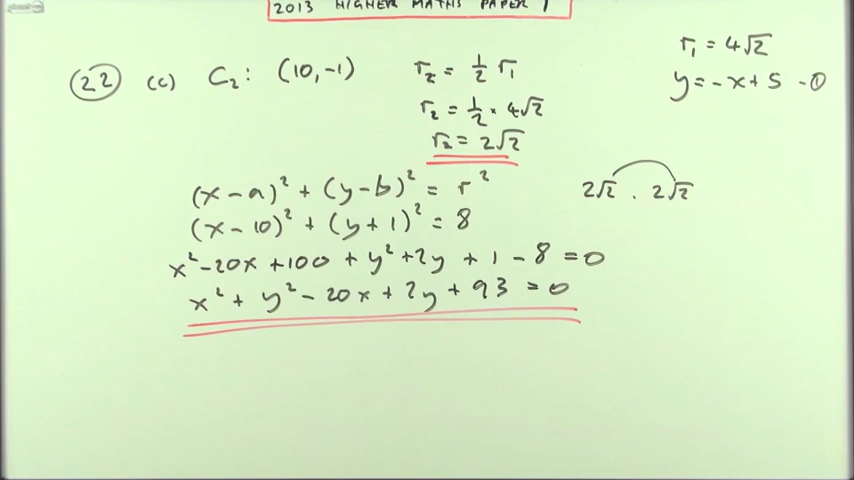 2013 HIGHER MATHS PAPER 1
r₁ = 4√2
y = -x + 5 -①
22 (c) C₂ : (10, -1) r₂ = ½ r₁
r₂ = ½ × 4√2
r₂ = 2√2
(x - a)² + (y - b)² = r²
2√2 . 2√2
(x - 10)² + (y + 1)² = 8
x² - 20x + 100 + y² + 2y + 1 - 8 = 0
x² + y² - 20x + 2y + 93 = 0